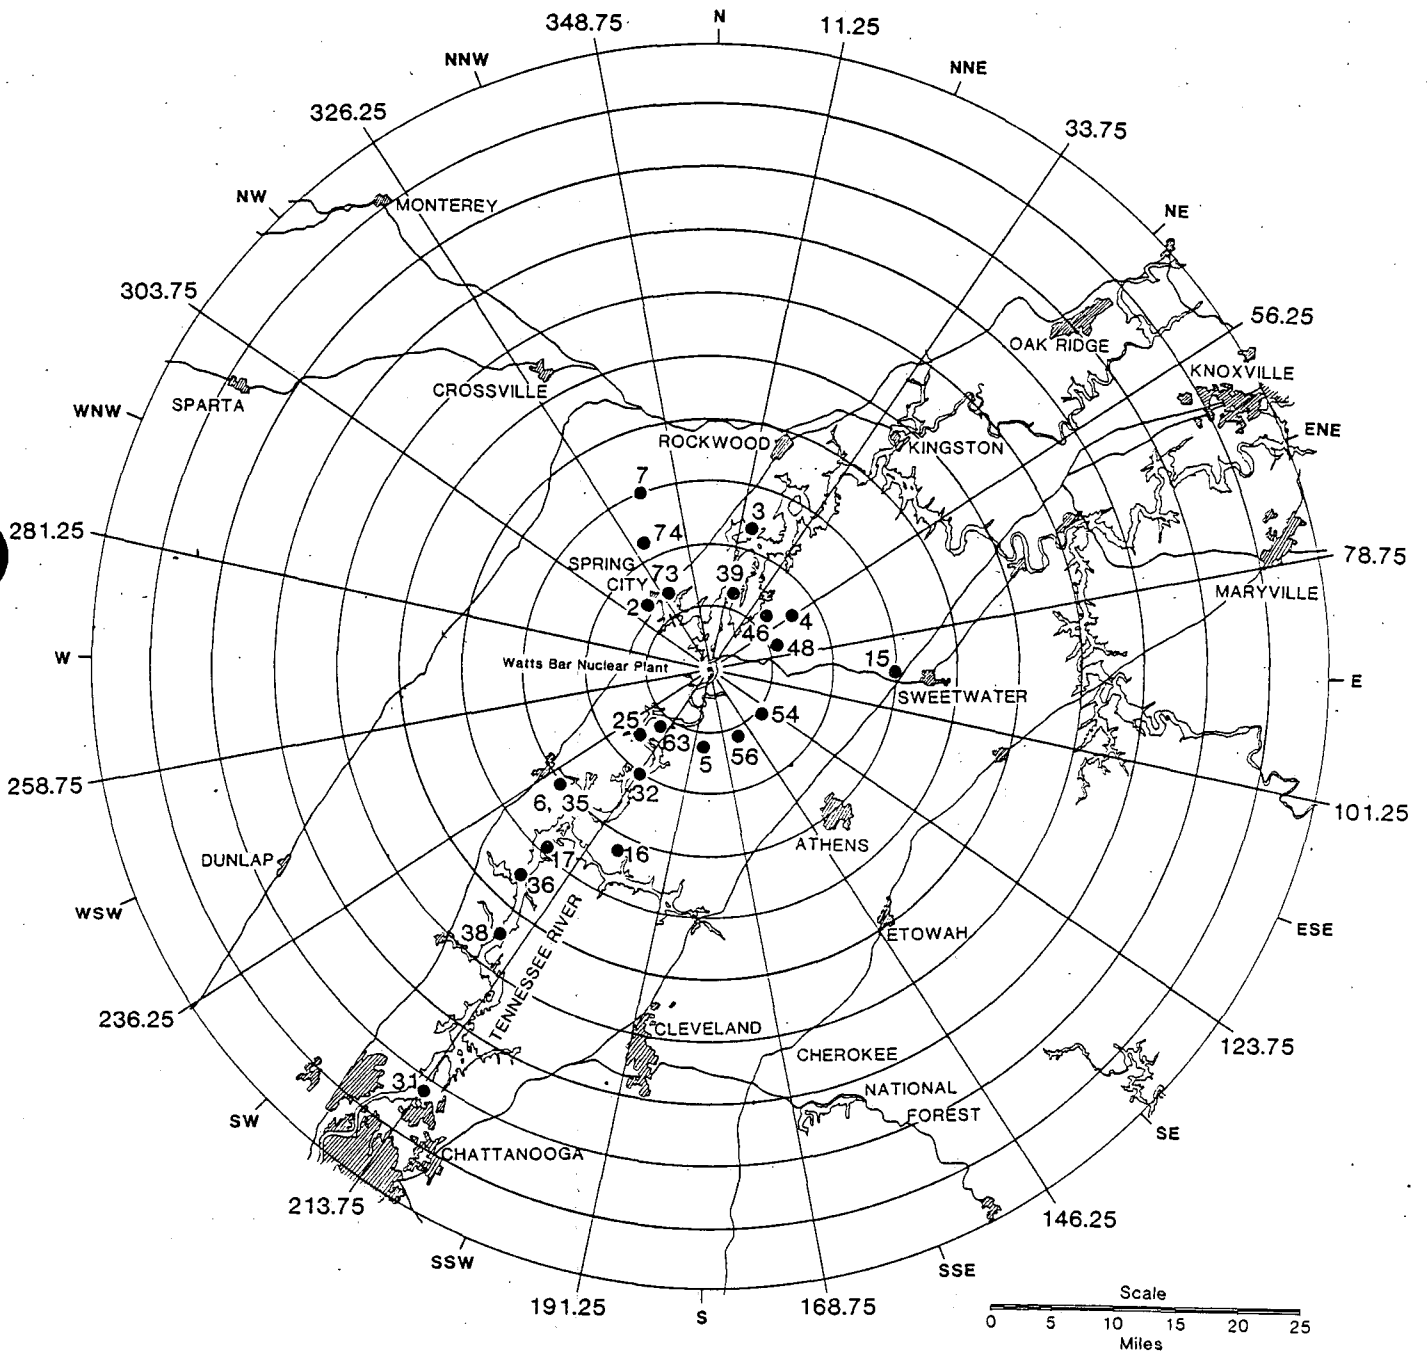 N
348.75
11.25
NNW
NNE
326.25
33.75
NW
MONTEREY
NE
303.75
56.25
OAK RIDGE
KNOXVILLE
CROSSVILLE
SPARTA
WNW
ENE
ROCKWOOD
KINGSTON
7
3
281.25
74
78.75
SPRING
CITY
73
39
MARYVILLE
2
46
4
48
W
Watts Bar Nuclear Plant
15
E
SWEETWATER
54
25
63
56
5
258.75
32
6, 35
101.25
ATHENS
DUNLAP
17
16
36
WSW
ETOWAH
ESE
38
TENNESSEE RIVER
236.25
CLEVELAND
123.75
CHEROKEE
NATIONAL
FOREST
31
SW
SE
CHATTANOOGA
213.75
146.25
SSW
SSE
191.25
S
168.75
Scale
0 5 10 15 20 25
Miles